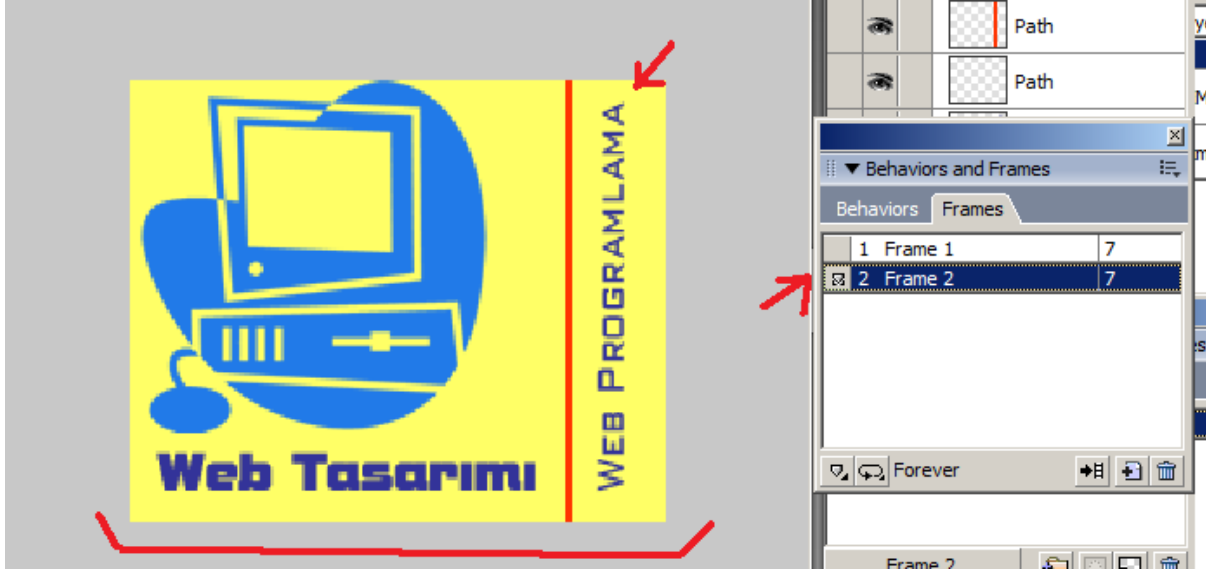 Path
Path
Behaviors and Frames
Behaviors Frames
1 Frame 1 7
2 Frame 2 7
Forever
Frame 2
WEB PROGRAMLAMA
Web Tasarımı